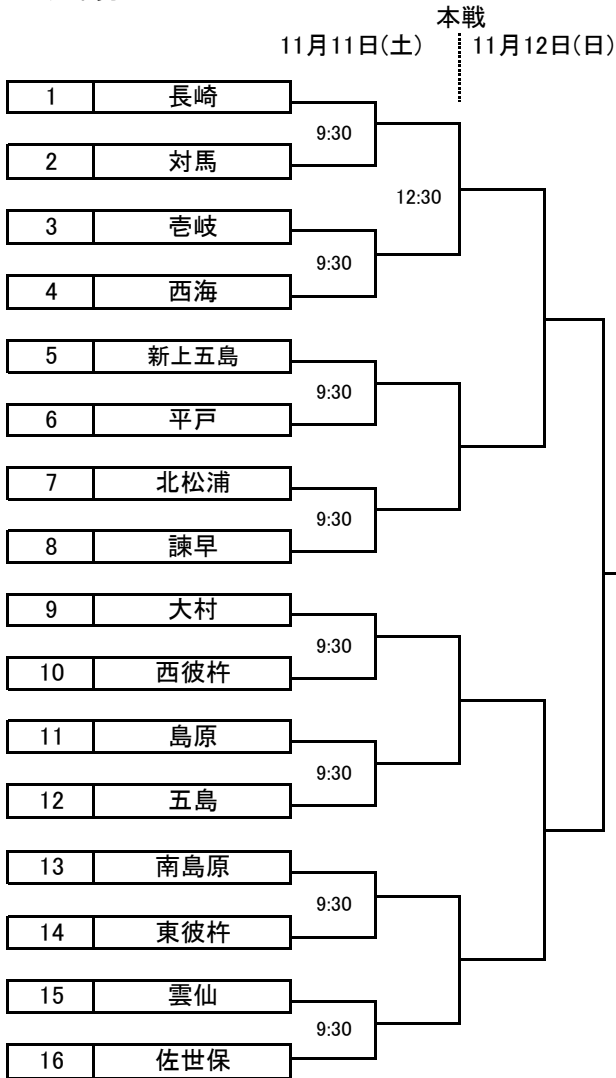 本戦
11月11日(土) 11月12日(日)
1 長崎
9:30
2 対馬
12:30
3 壱岐
9:30
4 西海
5 新上五島
9:30
6 平戸
7 北松浦
9:30
8 諫早
9 大村
9:30
10 西彼杵
11 島原
9:30
12 五島
13 南島原
9:30
14 東彼杵
15 雲仙
9:30
16 佐世保